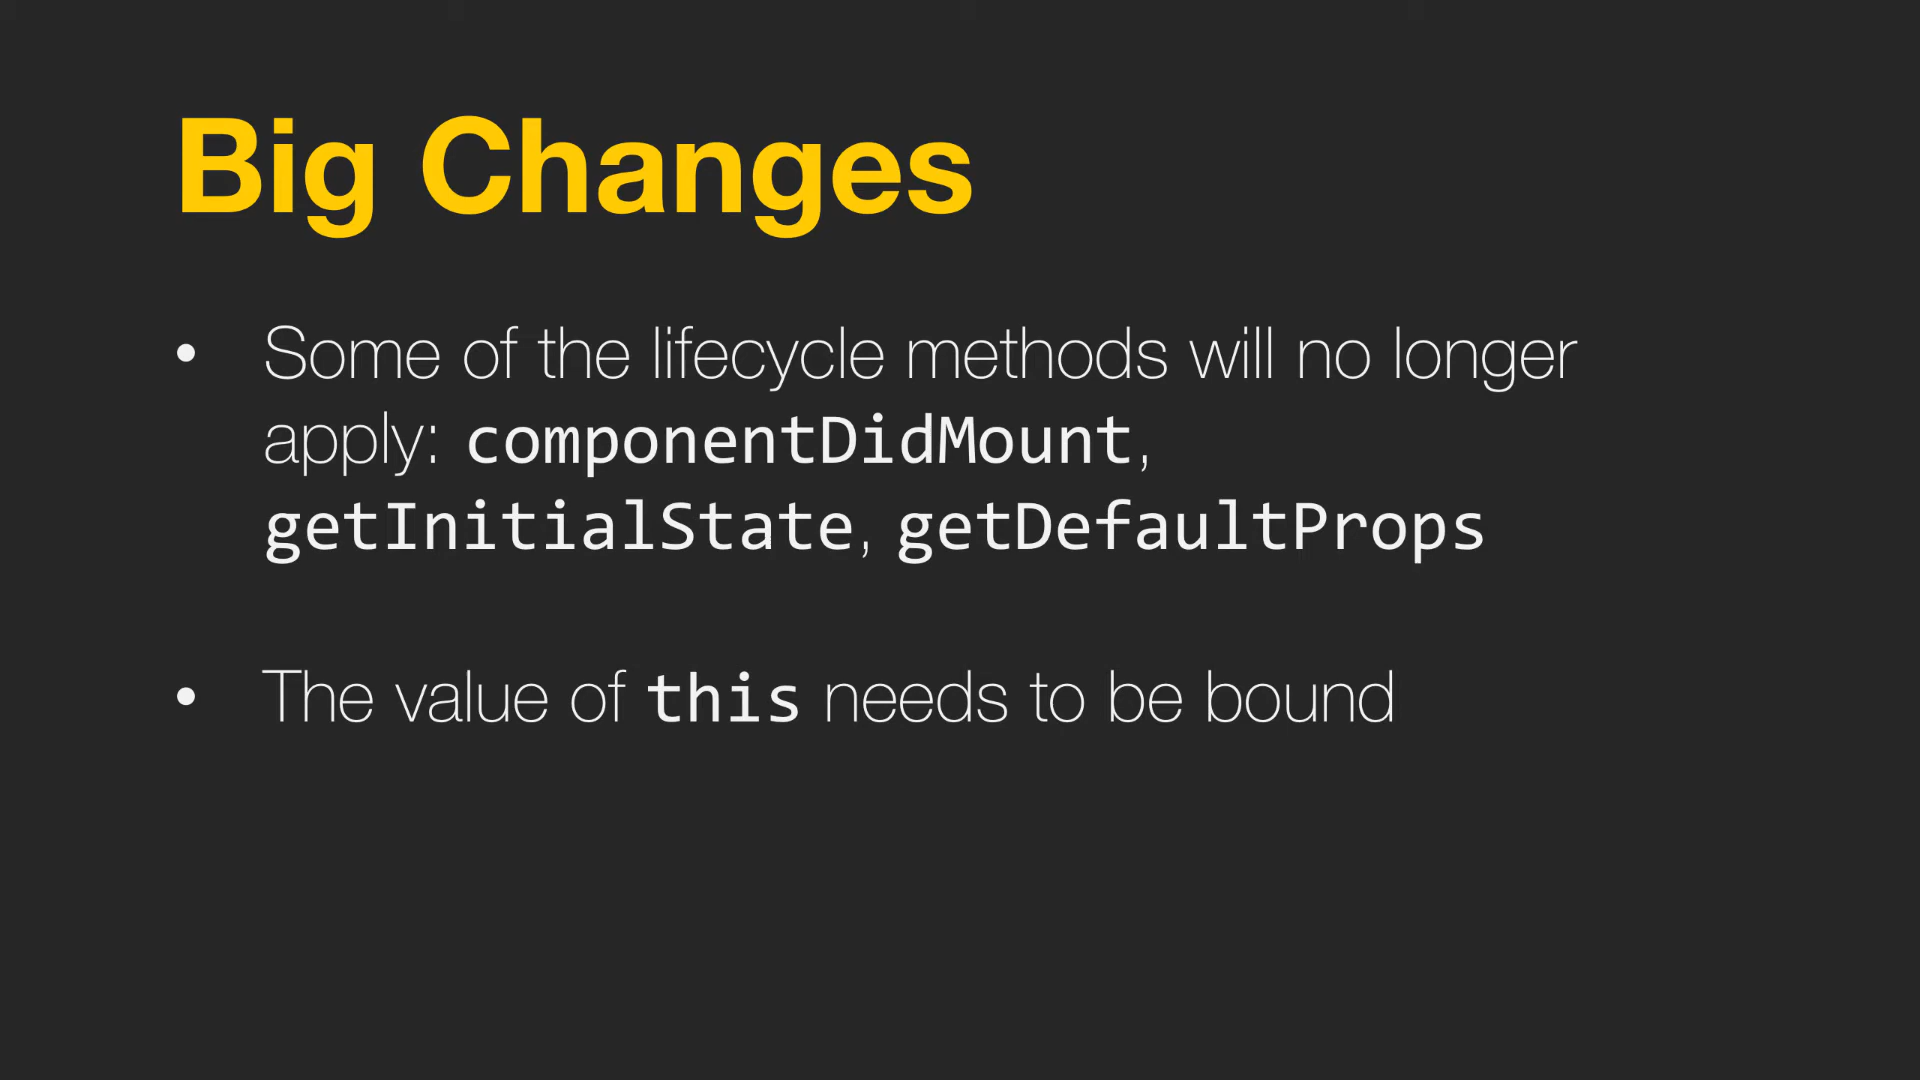 Big Changes
• Some of the lifecycle methods will no longer
apply: componentDidMount,
getInitialState, getDefaultProps
• The value of this needs to be bound